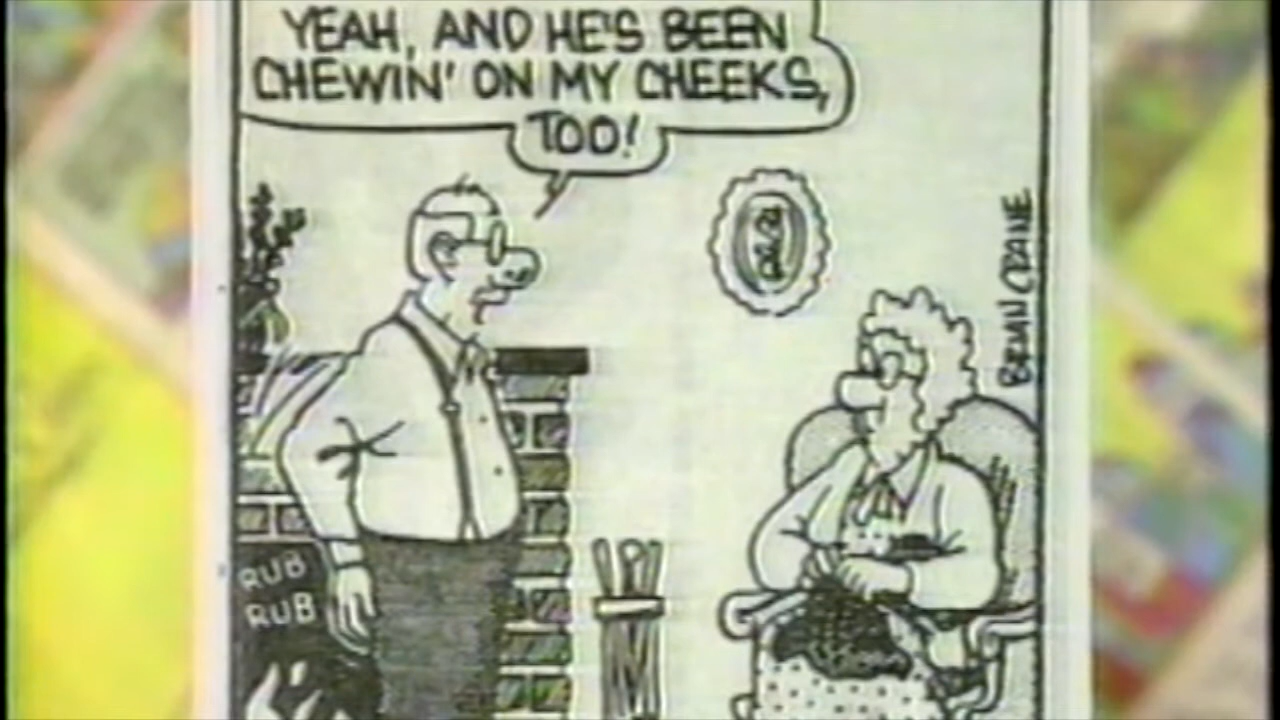 YEAH, AND HE'S BEEN
CHEWIN' ON MY CHEEKS,
TOO!
BRIAN CRANE
RUB
RUB